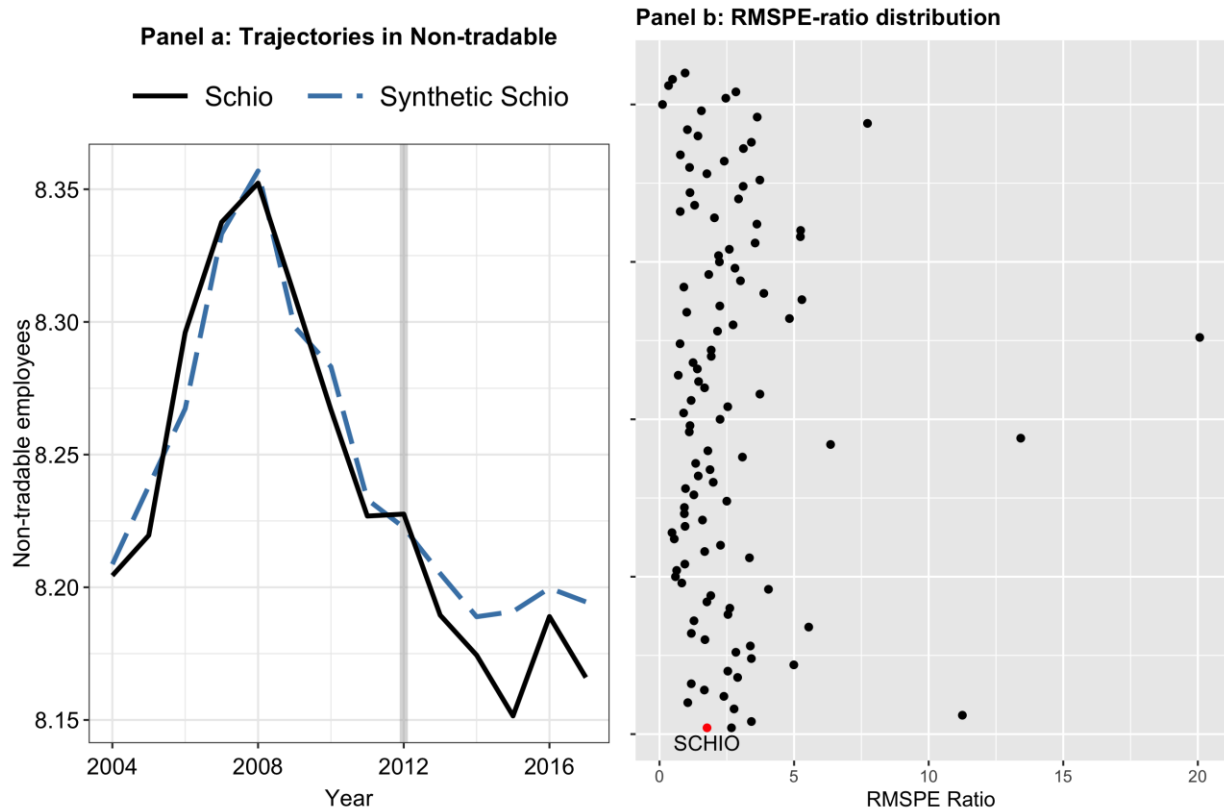 Panel a: Trajectories in Non-tradable
Schio
Synthetic Schio
Non-tradable employees
8.35
8.30
8.25
8.20
8.15
2004
2008
2012
2016
Year
Panel b: RMSPE-ratio distribution
SCHIO
0
5
10
15
20
RMSPE Ratio